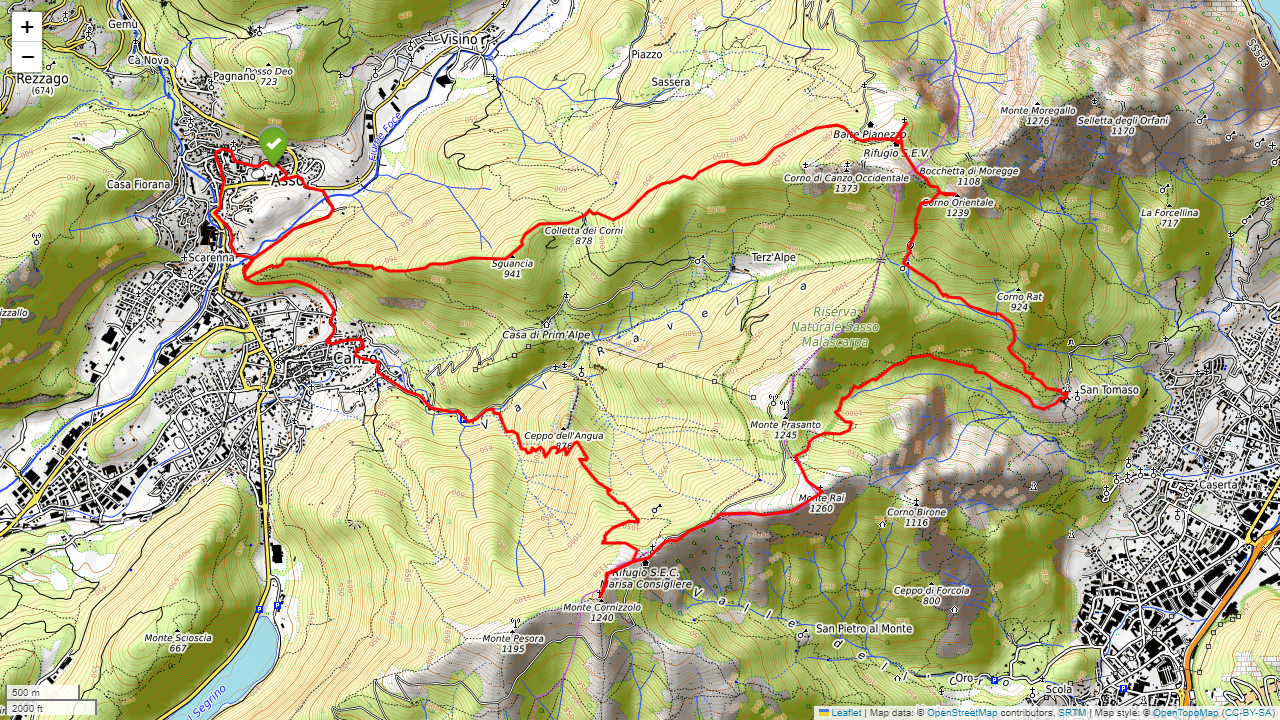 +
−
Gemù
Ca Nova
Rezzago
(674)
Pagnano
Dosso Deo
723
Visino
Piazzo
Sassera
Fiume Foce
Asso
Casa Fiorana
Scarenna
Baite Pianezzo
Rifugio S.E.V.
Corno di Canzo Occidentale
1373
Bocchetta di Moregge
1108
Corno Orientale
1239
Monte Moregallo
1276
Selletta degli Orfani
1170
La Forcellina
717
Colletta dei Corni
878
Sguancia
941
Terz'Alpe
Corno Rat
924
Riserva
Naturale Sasso
Malascarpa
Casa di Prim'Alpe
Canzo
San Tomaso
Ceppo dell'Angua
876
Monte Prasanto
1245
Monte Rai
1260
Corno Birone
1116
Caserta
Rifugio S.E.C.
Marisa Consigliere
Monte Cornizzolo
1240
Ceppo di Forcola
800
Monte Scioscia
667
Monte Pesora
1195
San Pietro al Monte
Oro
Scola
500 m
2000 ft
Leaflet | Map data: © OpenStreetMap contributors, SRTM | Map style: © OpenTopoMap (CC-BY-SA)